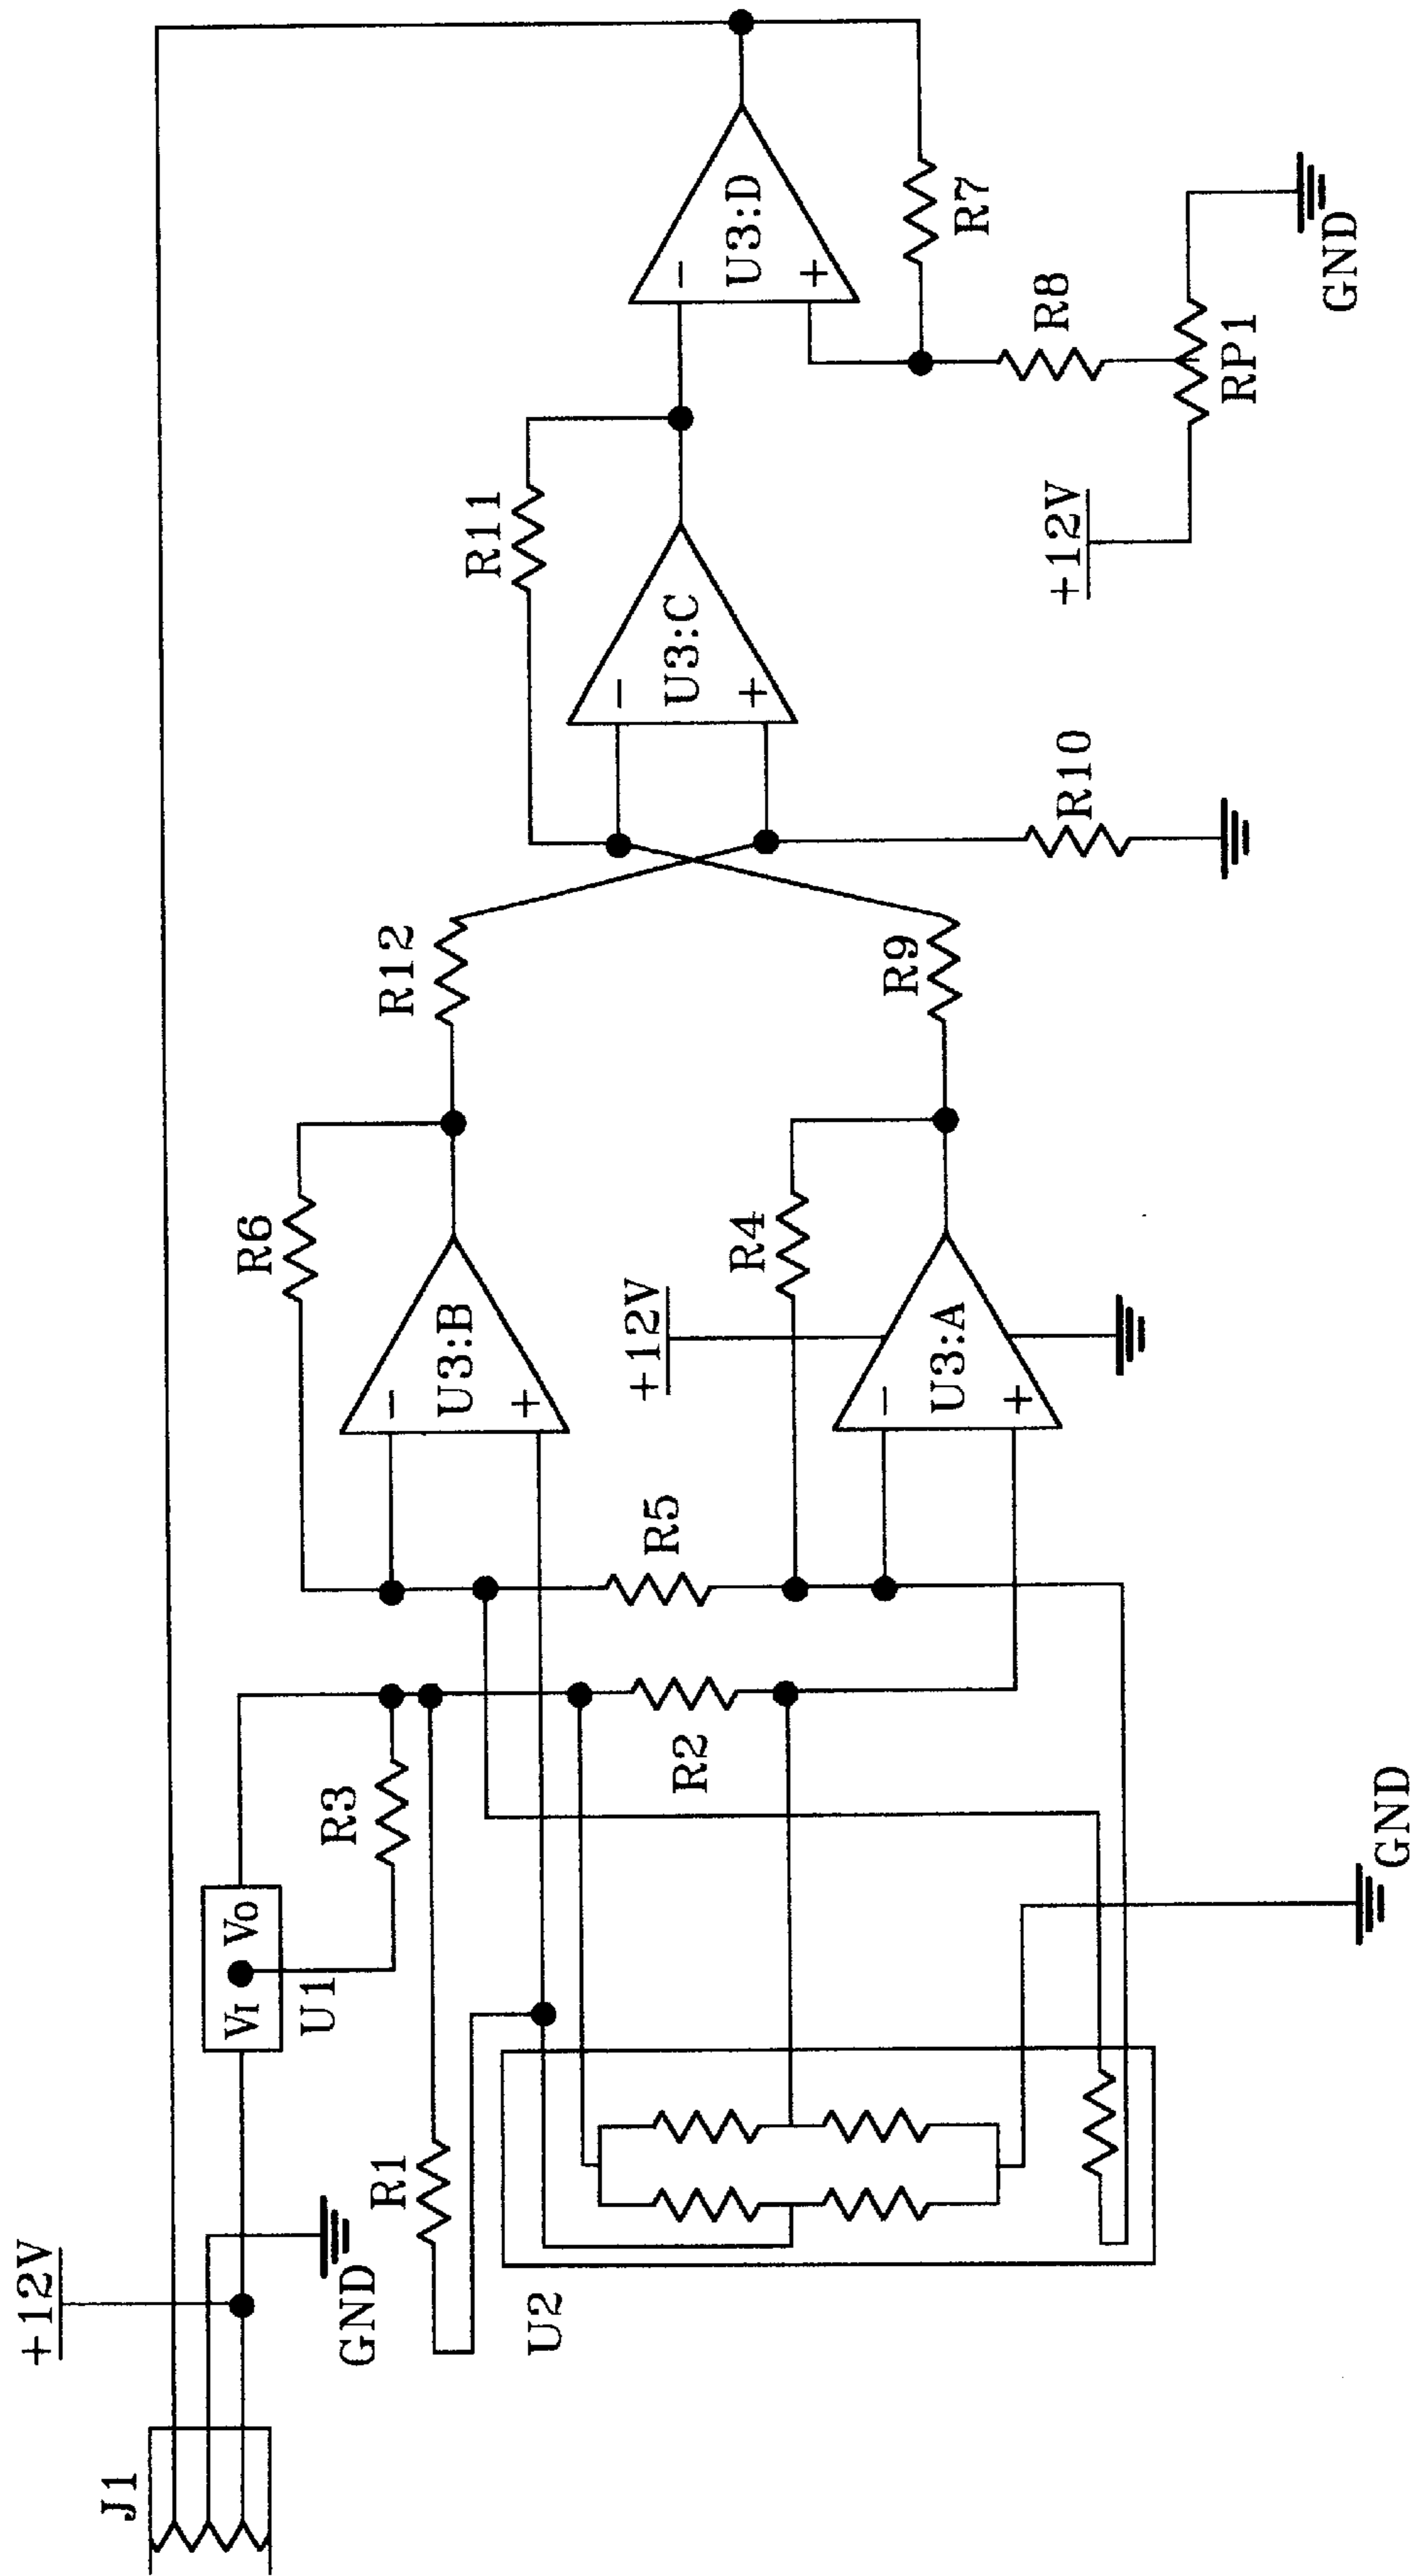 J1
+12V
GND
VI VO
U1
R3
R1
U2
R2
GND
R6
U3:B
-
+
R5
+12V
R4
U3:A
-
+
R12
R9
R11
U3:C
-
+
R10
U3:D
-
+
R7
R8
+12V
RP1
GND